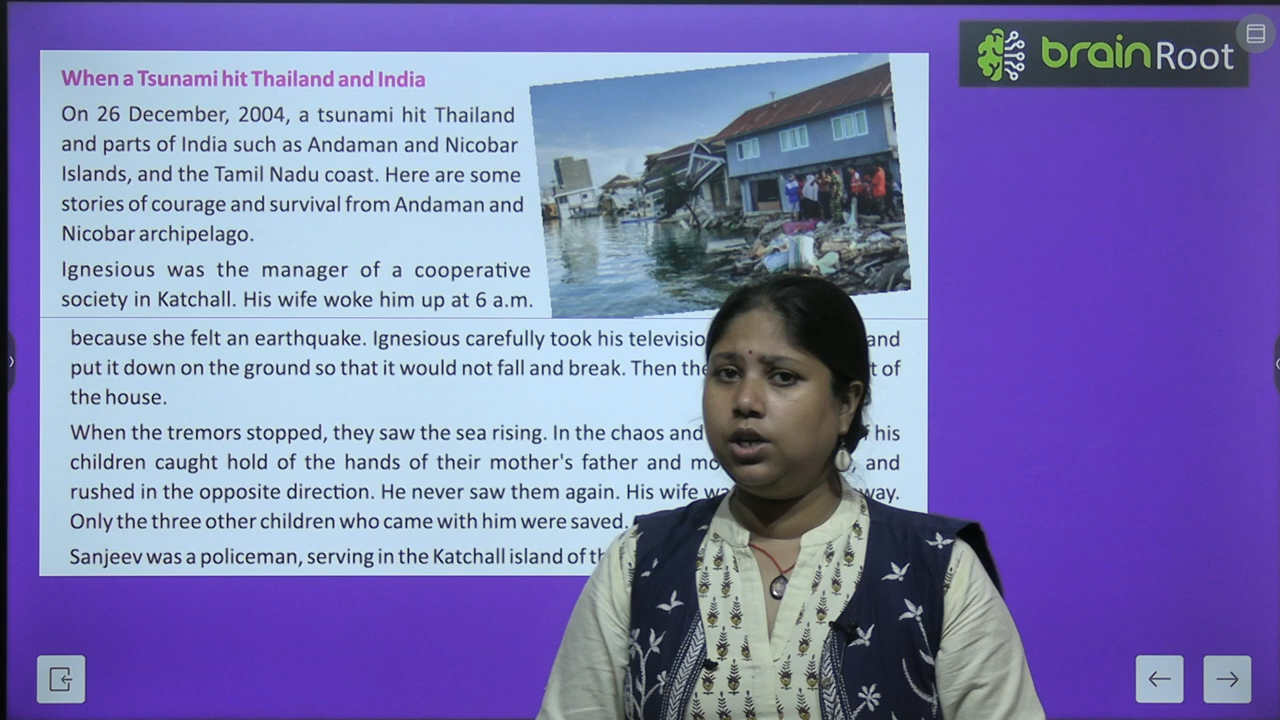 brainRoot
When a Tsunami hit Thailand and India
On 26 December, 2004, a tsunami hit Thailand
and parts of India such as Andaman and Nicobar
Islands, and the Tamil Nadu coast. Here are some
stories of courage and survival from Andaman and
Nicobar archipelago.
Ignesious was the manager of a cooperative
society in Katchall. His wife woke him up at 6 a.m.
because she felt an earthquake. Ignesious carefully took his and
put it down on the ground so that it would not fall and break. Then of
the house.
When the tremors stopped, they saw the sea rising. In the chaos and his
children caught hold of the hands of their mother's father and and
rushed in the opposite direction. He never saw them again. His wife way.
Only the three other children who came with him were saved.
Sanjeev was a policeman, serving in the Katchall island of